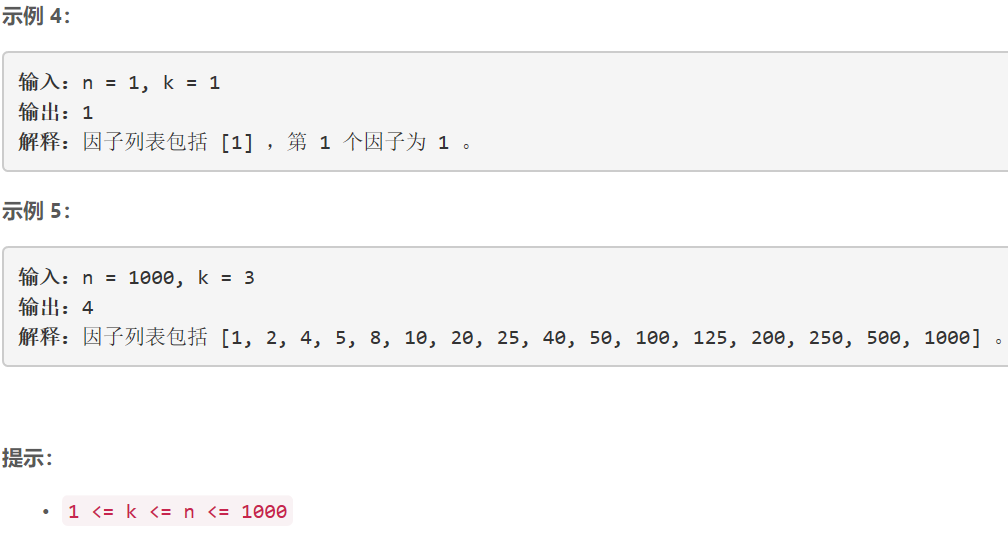 示例 4：
输入：n = 1, k = 1
输出：1
解释：因子列表包括 [1] ，第 1 个因子为 1 。
示例 5：
输入：n = 1000, k = 3
输出：4
解释：因子列表包括 [1, 2, 4, 5, 8, 10, 20, 25, 40, 50, 100, 125, 200, 250, 500, 1000] 。
提示：
• 1 <= k <= n <= 1000